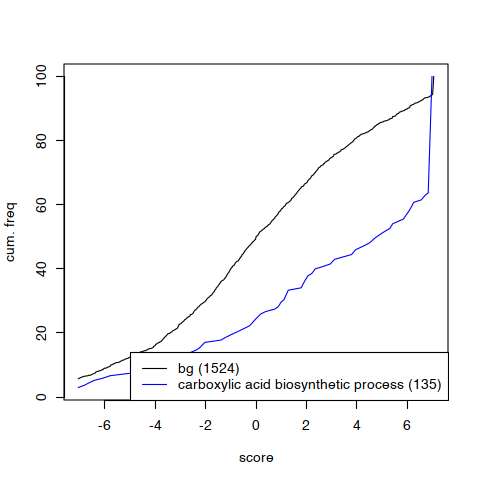 100
80
60
40
20
0
cum. freq
bg (1524)
carboxylic acid biosynthetic process (135)
-6 -4 -2 0 2 4 6
score